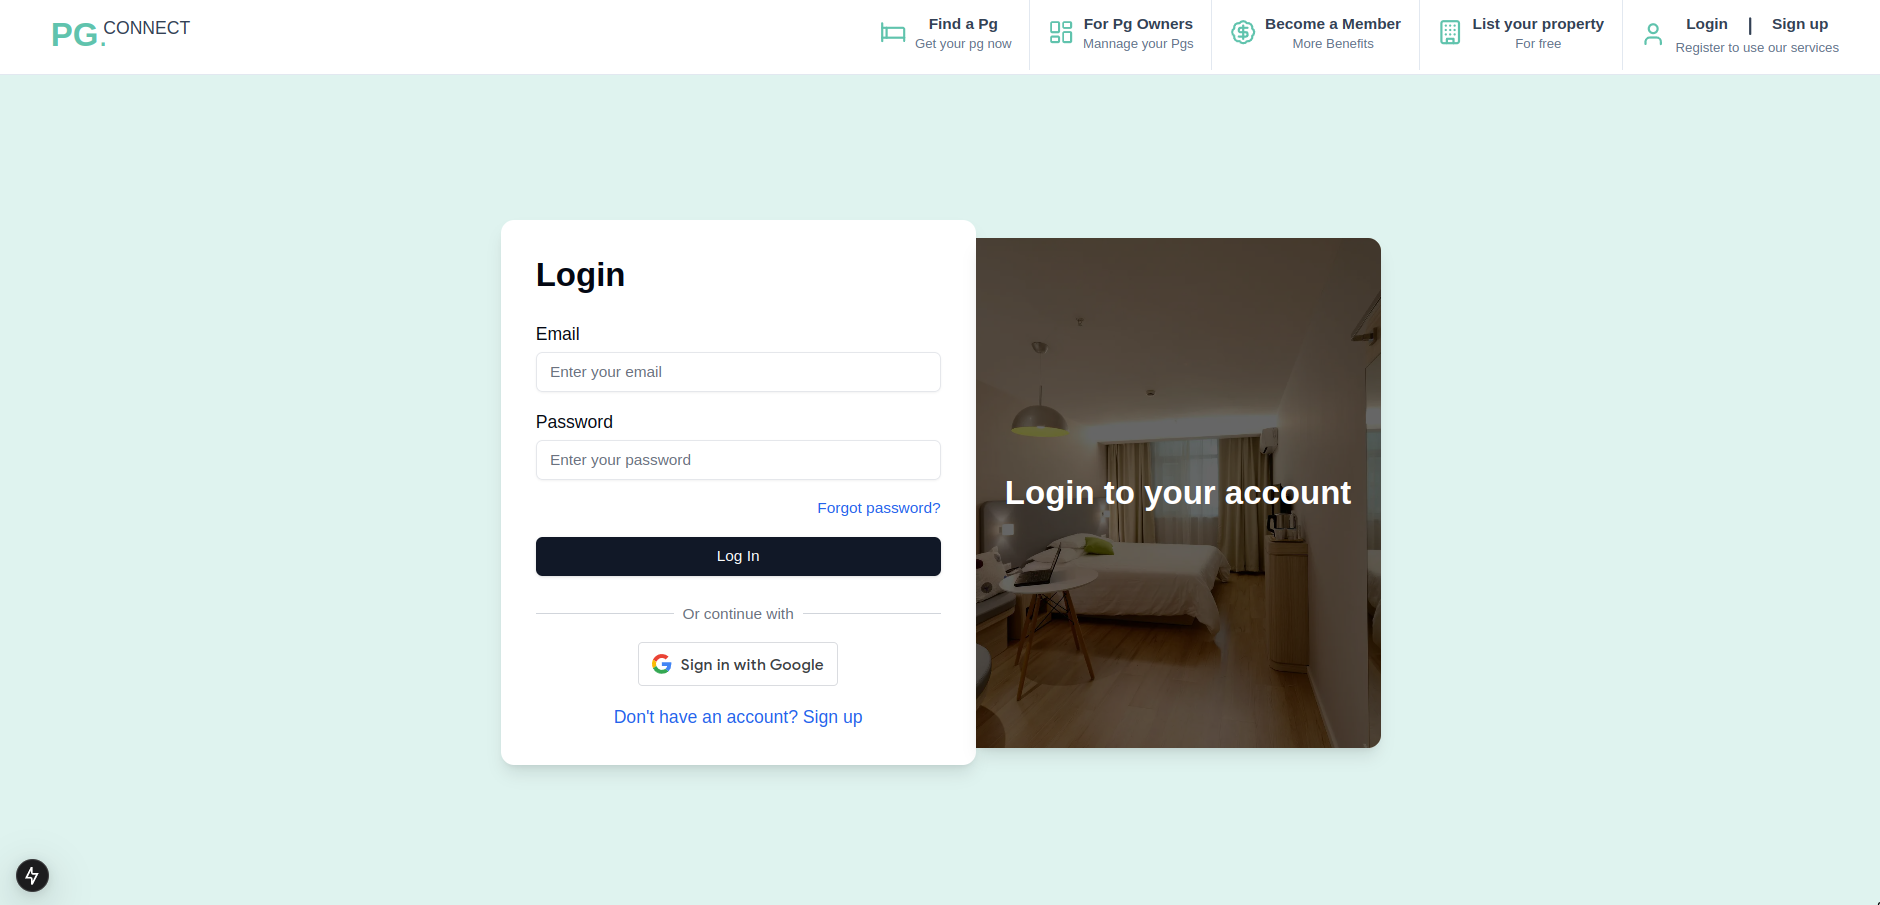 PG.CONNECT
Find a Pg
Get your pg now
For Pg Owners
Manage your Pgs
Become a Member
More Benefits
List your property
For free
Login | Sign up
Register to use our services
Login
Email
Enter your email
Password
Enter your password
Forgot password?
Log In
Or continue with
Sign in with Google
Don't have an account? Sign up
Login to your account